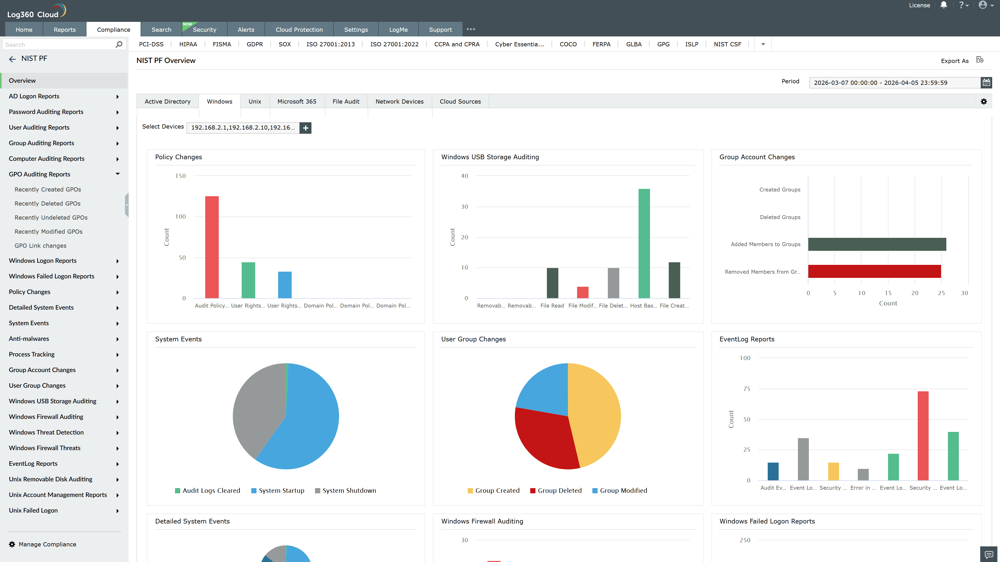 License
?
Log360 Cloud
Home
Reports
Compliance
Search
NEW
Security
Alerts
Cloud Protection
Settings
LogMe
Support
Search
PCI-DSS
HIPAA
FISMA
GDPR
SOX
ISO 27001:2013
ISO 27001:2022
CCPA and CPRA
Cyber Essentia...
COCO
FERPA
GLBA
GPG
ISLP
NIST CSF
NIST PF
Overview
AD Logon Reports
Password Auditing Reports
User Auditing Reports
Group Auditing Reports
Computer Auditing Reports
GPO Auditing Reports
Recently Created GPOs
Recently Deleted GPOs
Recently Undeleted GPOs
Recently Modified GPOs
GPO Link changes
Windows Logon Reports
Windows Failed Logon Reports
Policy Changes
Detailed System Events
System Events
Anti-malwares
Process Tracking
Group Account Changes
User Group Changes
Windows USB Storage Auditing
Windows Firewall Auditing
Windows Threat Detection
Windows Firewall Threats
EventLog Reports
Unix Removable Disk Auditing
Unix Account Management Reports
Unix Failed Logon
Manage Compliance
NIST PF Overview
Export As
Period
2026-03-07 00:00:00 - 2026-04-05 23:59:59
Active Directory
Windows
Unix
Microsoft 365
File Audit
Network Devices
Cloud Sources
Select Devices
192.168.2.1,192.168.2.10,192.16...
Policy Changes
150
100
50
0
Count
Audit Policy...
User Rights...
User Rights...
Domain Pol...
Domain Pol...
Domain Pol...
Windows USB Storage Auditing
40
30
20
10
0
Count
Removab...
Removab...
File Read
File Modif...
File Delet...
Host Bas...
File Creat...
Group Account Changes
Created Groups
Deleted Groups
Added Members to Groups
Removed Members from Gr...
0
5
10
15
20
25
30
Count
System Events
Audit Logs Cleared
System Startup
System Shutdown
User Group Changes
Group Created
Group Deleted
Group Modified
EventLog Reports
100
75
50
25
0
Count
Audit Ev...
Event Lo...
Security ...
Error in ...
Event Lo...
Security ...
Event Lo...
Detailed System Events
Windows Firewall Auditing
30
Windows Failed Logon Reports
250